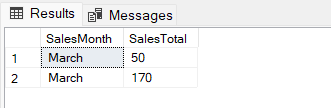 Results Messages
SalesMonth SalesTotal
1 March 50
2 March 170